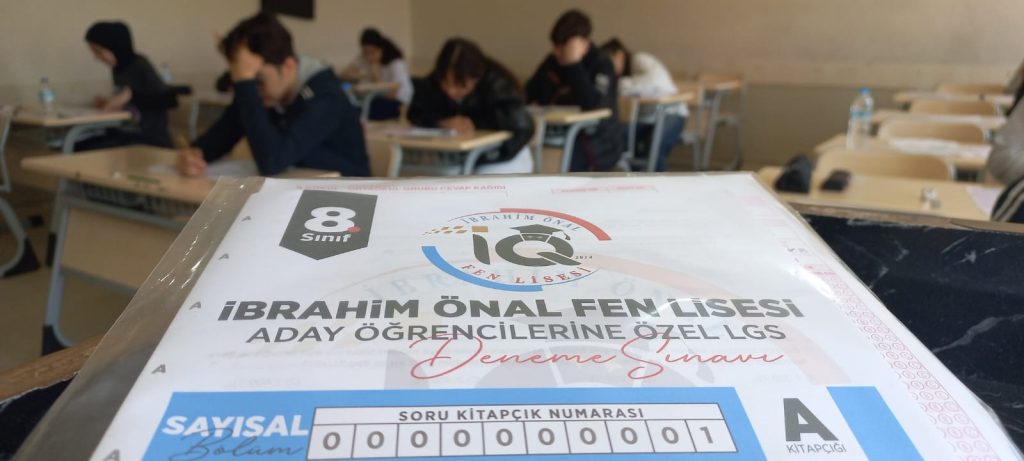 8.
Sınıf
İBRAHİM ÖNAL
iQ
2014
FEN LİSESİ
İBRAHİM ÖNAL FEN LİSESİ
ADAY ÖĞRENCİLERİNE ÖZEL LGS
Deneme Sınavı
SAYISAL
Bölüm
SORU KİTAPÇIK NUMARASI
0 0 0 0 0 0 0 0 0 1
A
KİTAPÇIĞI
A
A
A
A
A